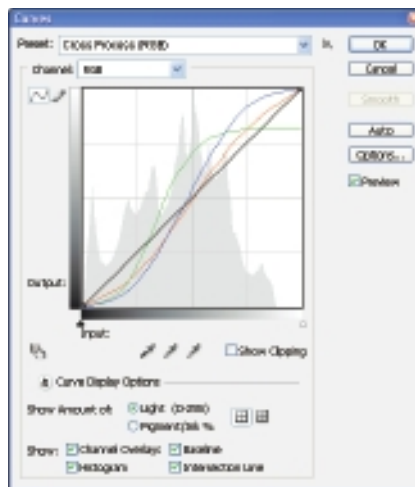 Curves
Preset: Cross Process (RGB)
OK
Channel: RGB
Cancel
Smooth
Auto
Options...
Preview
Output:
Input:
Show Clipping
Curve Display Options
Show Amount of: Light (0-255)
Pigment/Ink %
Show: Channel Overlays Baseline
Histogram Intersection Line